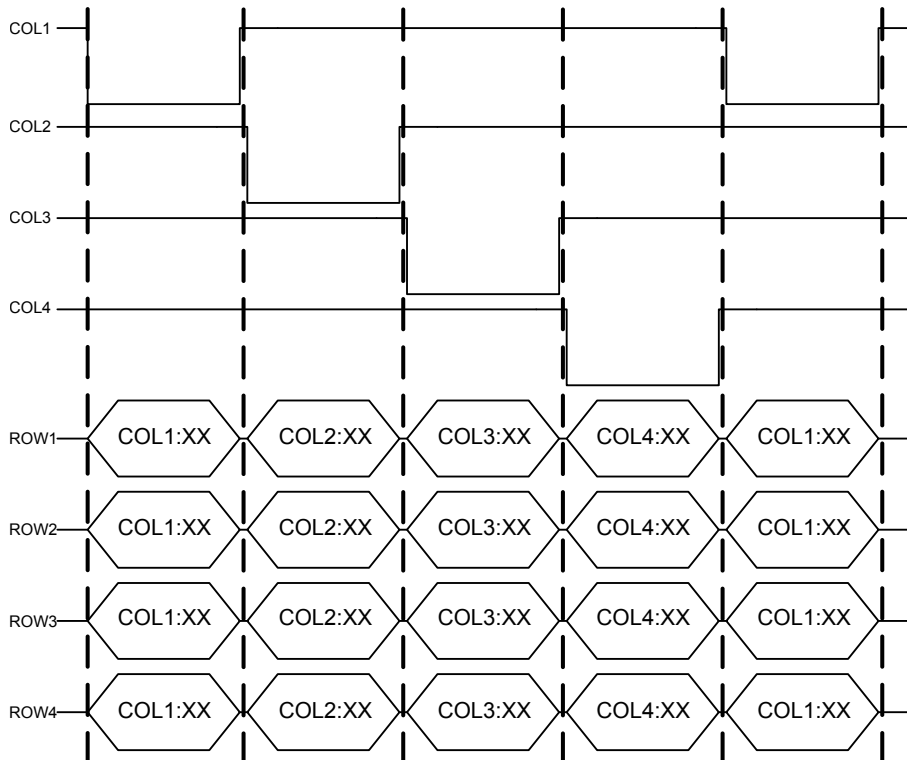 COL1
COL2
COL3
COL4
ROW1 COL1:XX COL2:XX COL3:XX COL4:XX COL1:XX
ROW2 COL1:XX COL2:XX COL3:XX COL4:XX COL1:XX
ROW3 COL1:XX COL2:XX COL3:XX COL4:XX COL1:XX
ROW4 COL1:XX COL2:XX COL3:XX COL4:XX COL1:XX